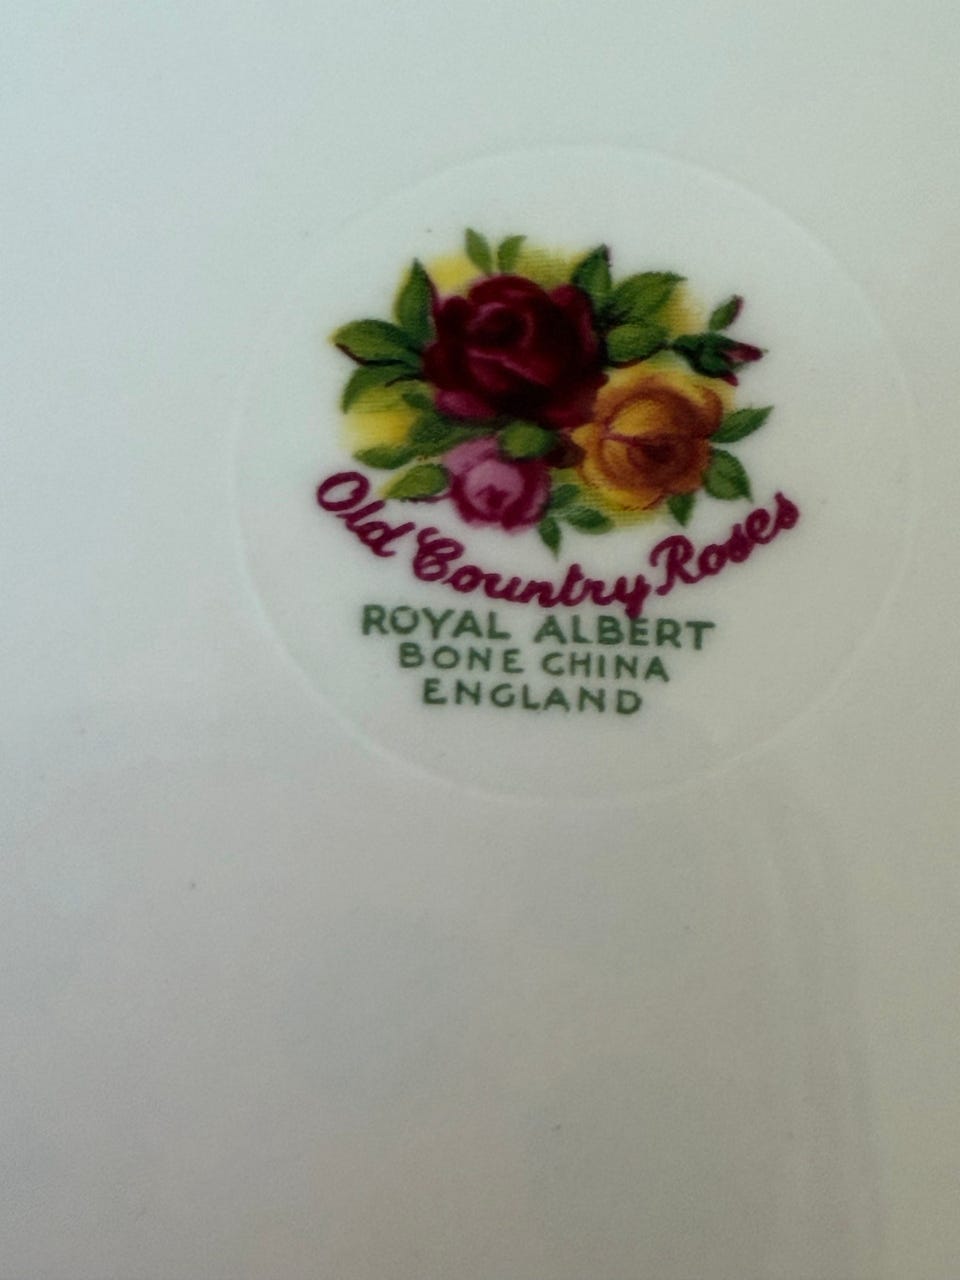 Old Country Roses
ROYAL ALBERT
BONE CHINA
ENGLAND